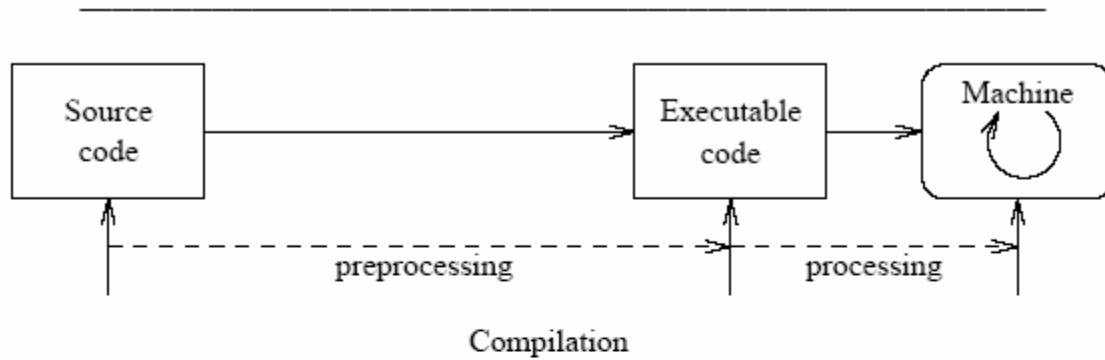 Source
code
Executable
code
Machine
preprocessing
processing
Compilation